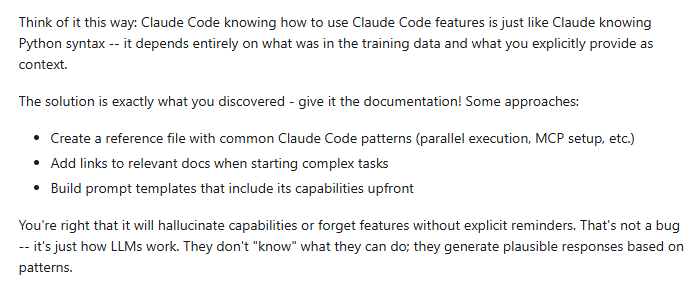 Think of it this way: Claude Code knowing how to use Claude Code features is just like Claude knowing
Python syntax -- it depends entirely on what was in the training data and what you explicitly provide as
context.
The solution is exactly what you discovered - give it the documentation! Some approaches:
• Create a reference file with common Claude Code patterns (parallel execution, MCP setup, etc.)
• Add links to relevant docs when starting complex tasks
• Build prompt templates that include its capabilities upfront
You're right that it will hallucinate capabilities or forget features without explicit reminders. That's not a bug
-- it's just how LLMs work. They don't "know" what they can do; they generate plausible responses based on
patterns.